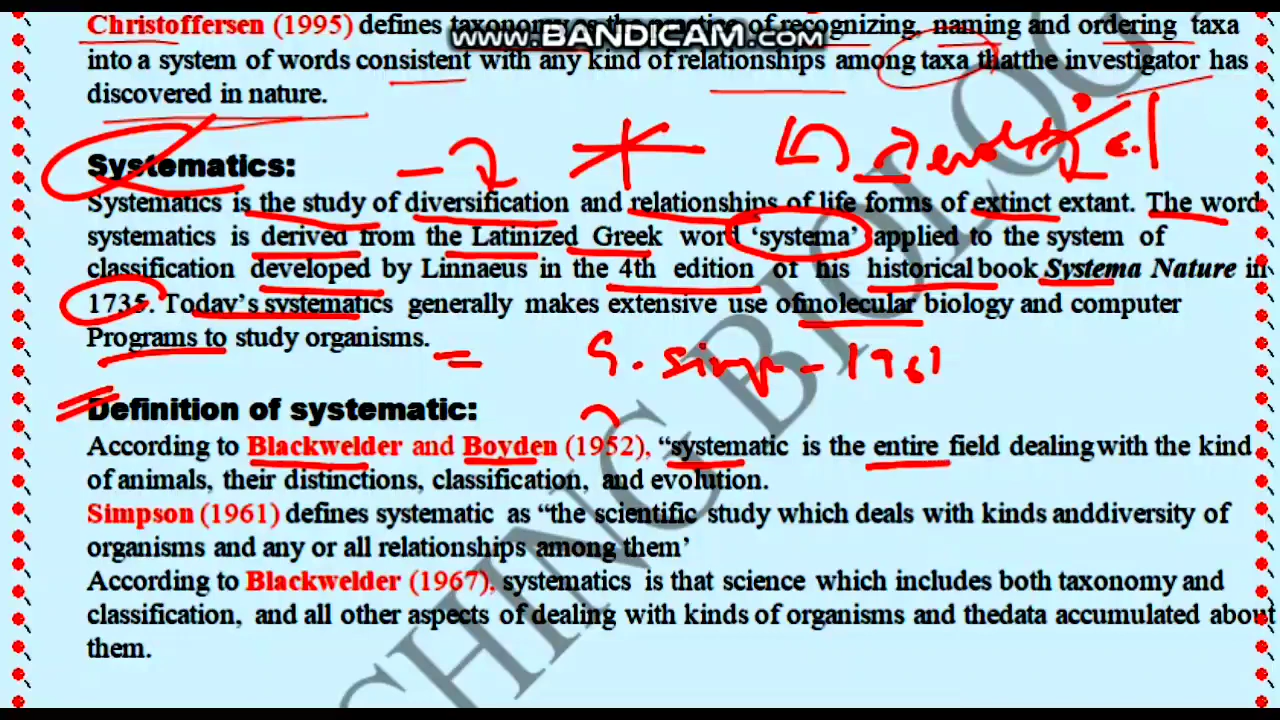 Christoffersen (1995) defines taxonomy as the practice of recognizing, naming and ordering taxa
www.BANDICAM.com
into a system of words consistent with any kind of relationships among taxa thatthe investigator has
discovered in nature.
Systematics:
Systematics is the study of diversification and relationships of life forms of extinct extant. The word
systematics is derived from the Latinized Greek word ‘systema’ applied to the system of
classification developed by Linnaeus in the 4th edition of his historical book Systema Nature in
1735. Today’s systematics generally makes extensive use ofmolecular biology and computer
Programs to study organisms.
G. Simp - 1961
Definition of systematic:
According to Blackwelder and Boyden (1952), “systematic is the entire field dealingwith the kind
of animals, their distinctions, classification, and evolution.
Simpson (1961) defines systematic as “the scientific study which deals with kinds anddiversity of
organisms and any or all relationships among them’
According to Blackwelder (1967), systematics is that science which includes both taxonomy and
classification, and all other aspects of dealing with kinds of organisms and thedata accumulated about
them.
CHING BIOLOG